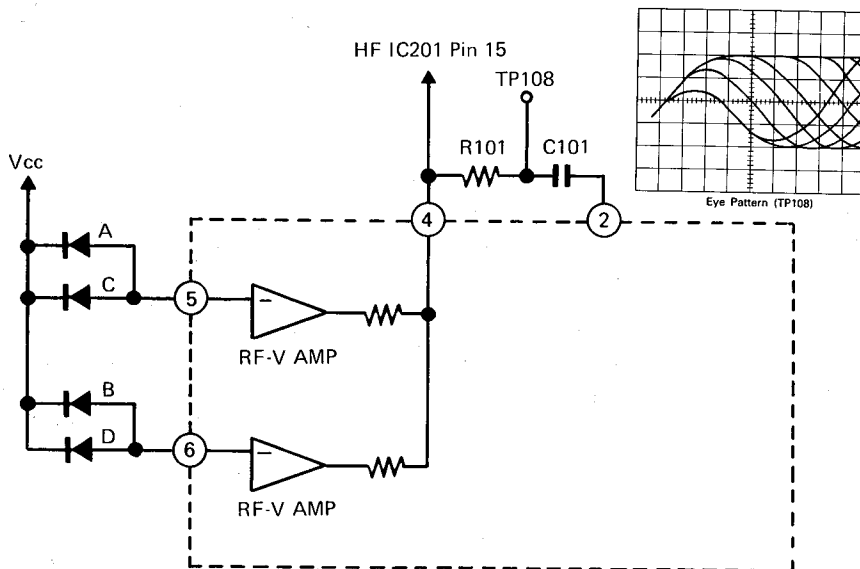 HF IC201 Pin 15
TP108
R101
C101
Eye Pattern (TP108)
Vcc
4
2
A
C
5
RF-V AMP
B
D
6
RF-V AMP